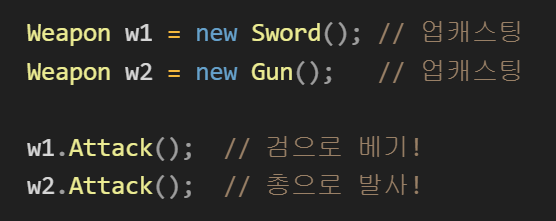 Weapon w1 = new Sword(); // 업캐스팅
Weapon w2 = new Gun();   // 업캐스팅
w1.Attack();  // 검으로 베기!
w2.Attack();  // 총으로 발사!